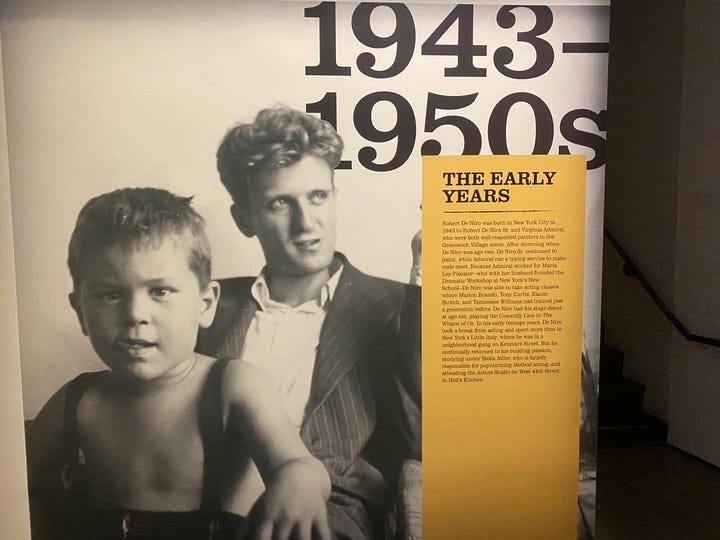 1943–
1950s
THE EARLY
YEARS
Robert De Niro was born in New York City in
1943 to Robert De Niro Sr. and Virginia Admiral,
who were both well-respected painters in the
Greenwich Village scene. After divorcing when
De Niro was age two, De Niro Sr. continued to
paint, while Admiral ran a typing service to make
ends meet. Because Admiral worked for Maria
Ley-Piscator—who with her husband founded the
Dramatic Workshop at New York's New
School—De Niro was able to take acting classes
where Marlon Brando, Tony Curtis, Elaine
Stritch, and Tennessee Williams had trained just
a generation before. De Niro had his stage debut
at age ten, playing the Cowardly Lion in The
Wizard of Oz. In his early teenage years, De Niro
took a break from acting and spent more time in
New York's Little Italy, where he was in a
neighborhood gang on Kenmare Street. But he
continually returned to his budding passion,
studying under Stella Adler, who is largely
responsible for popularizing Method acting, and
attending the Actors Studio on West 44th Street
in Hell's Kitchen.